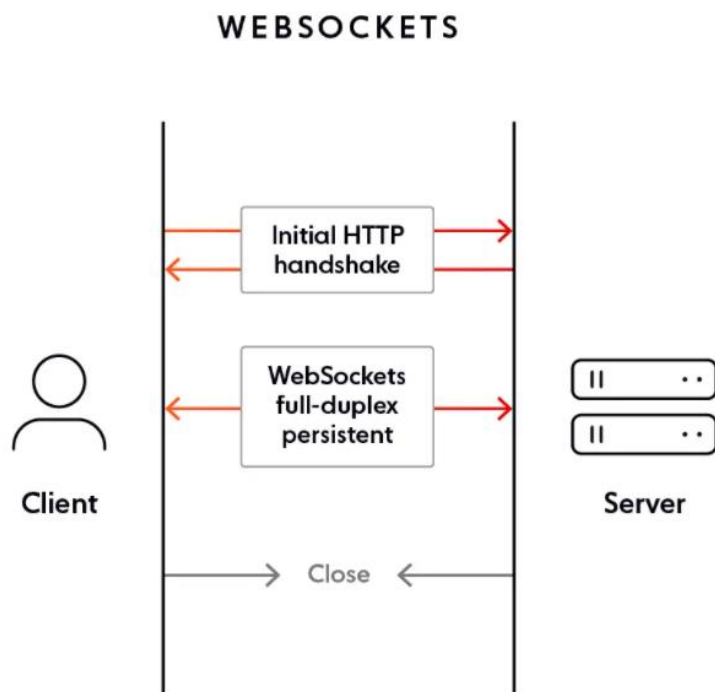 WEBSOCKETS
Initial HTTP
handshake
WebSockets
full-duplex
persistent
Client
Server
Close